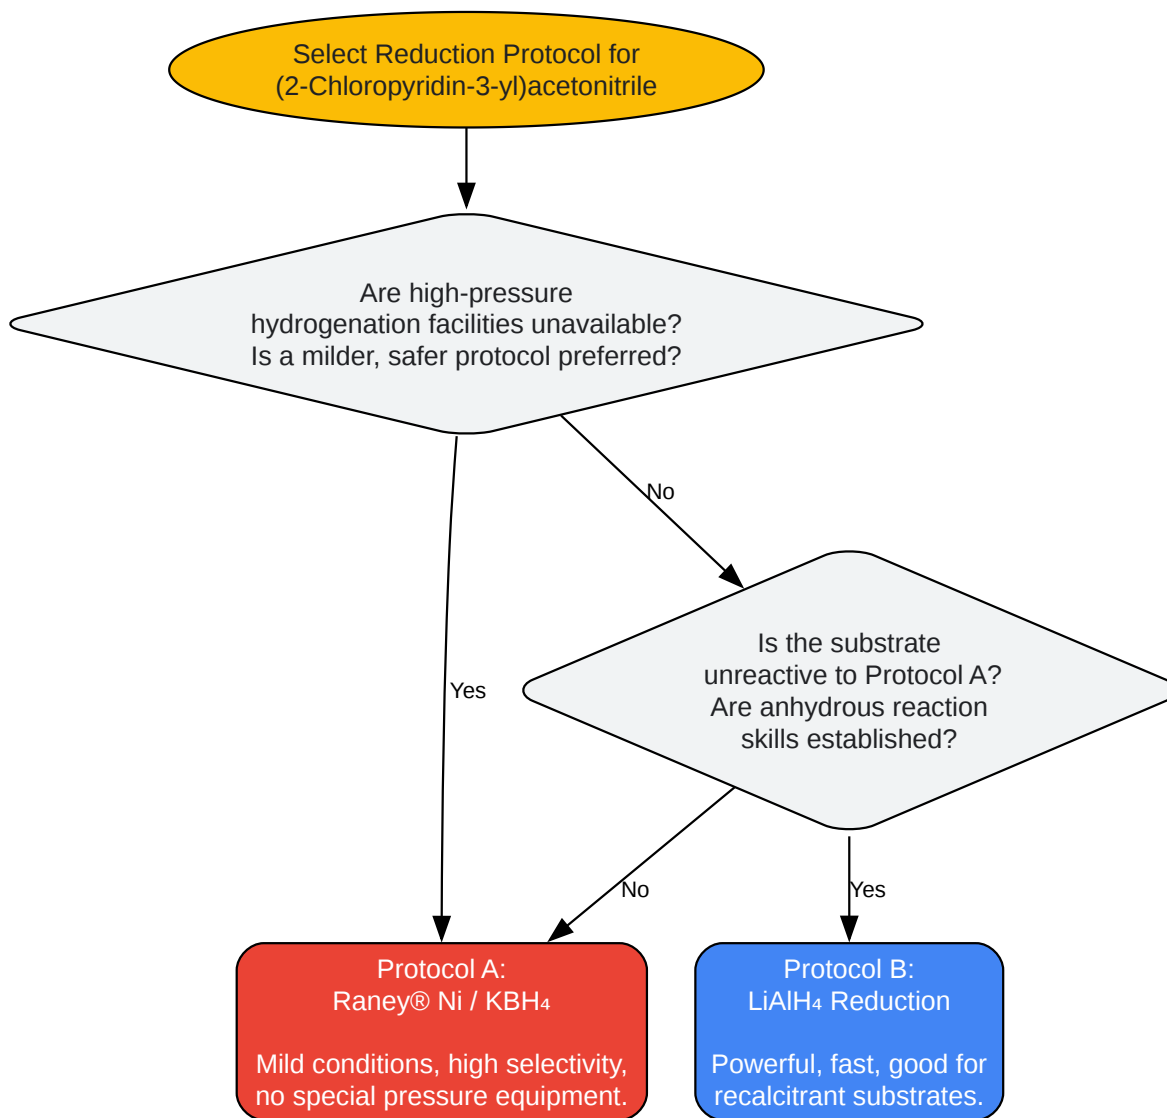 Select Reduction Protocol for
(2-Chloropyridin-3-yl)acetonitrile
Are high-pressure
hydrogenation facilities unavailable?
Is a milder, safer protocol preferred?
No
Is the substrate
unreactive to Protocol A?
Are anhydrous reaction
skills established?
Yes
No
Yes
Protocol A:
Raney® Ni / KBH₄
Mild conditions, high selectivity,
no special pressure equipment.
Protocol B:
LiAlH₄ Reduction
Powerful, fast, good for
recalcitrant substrates.